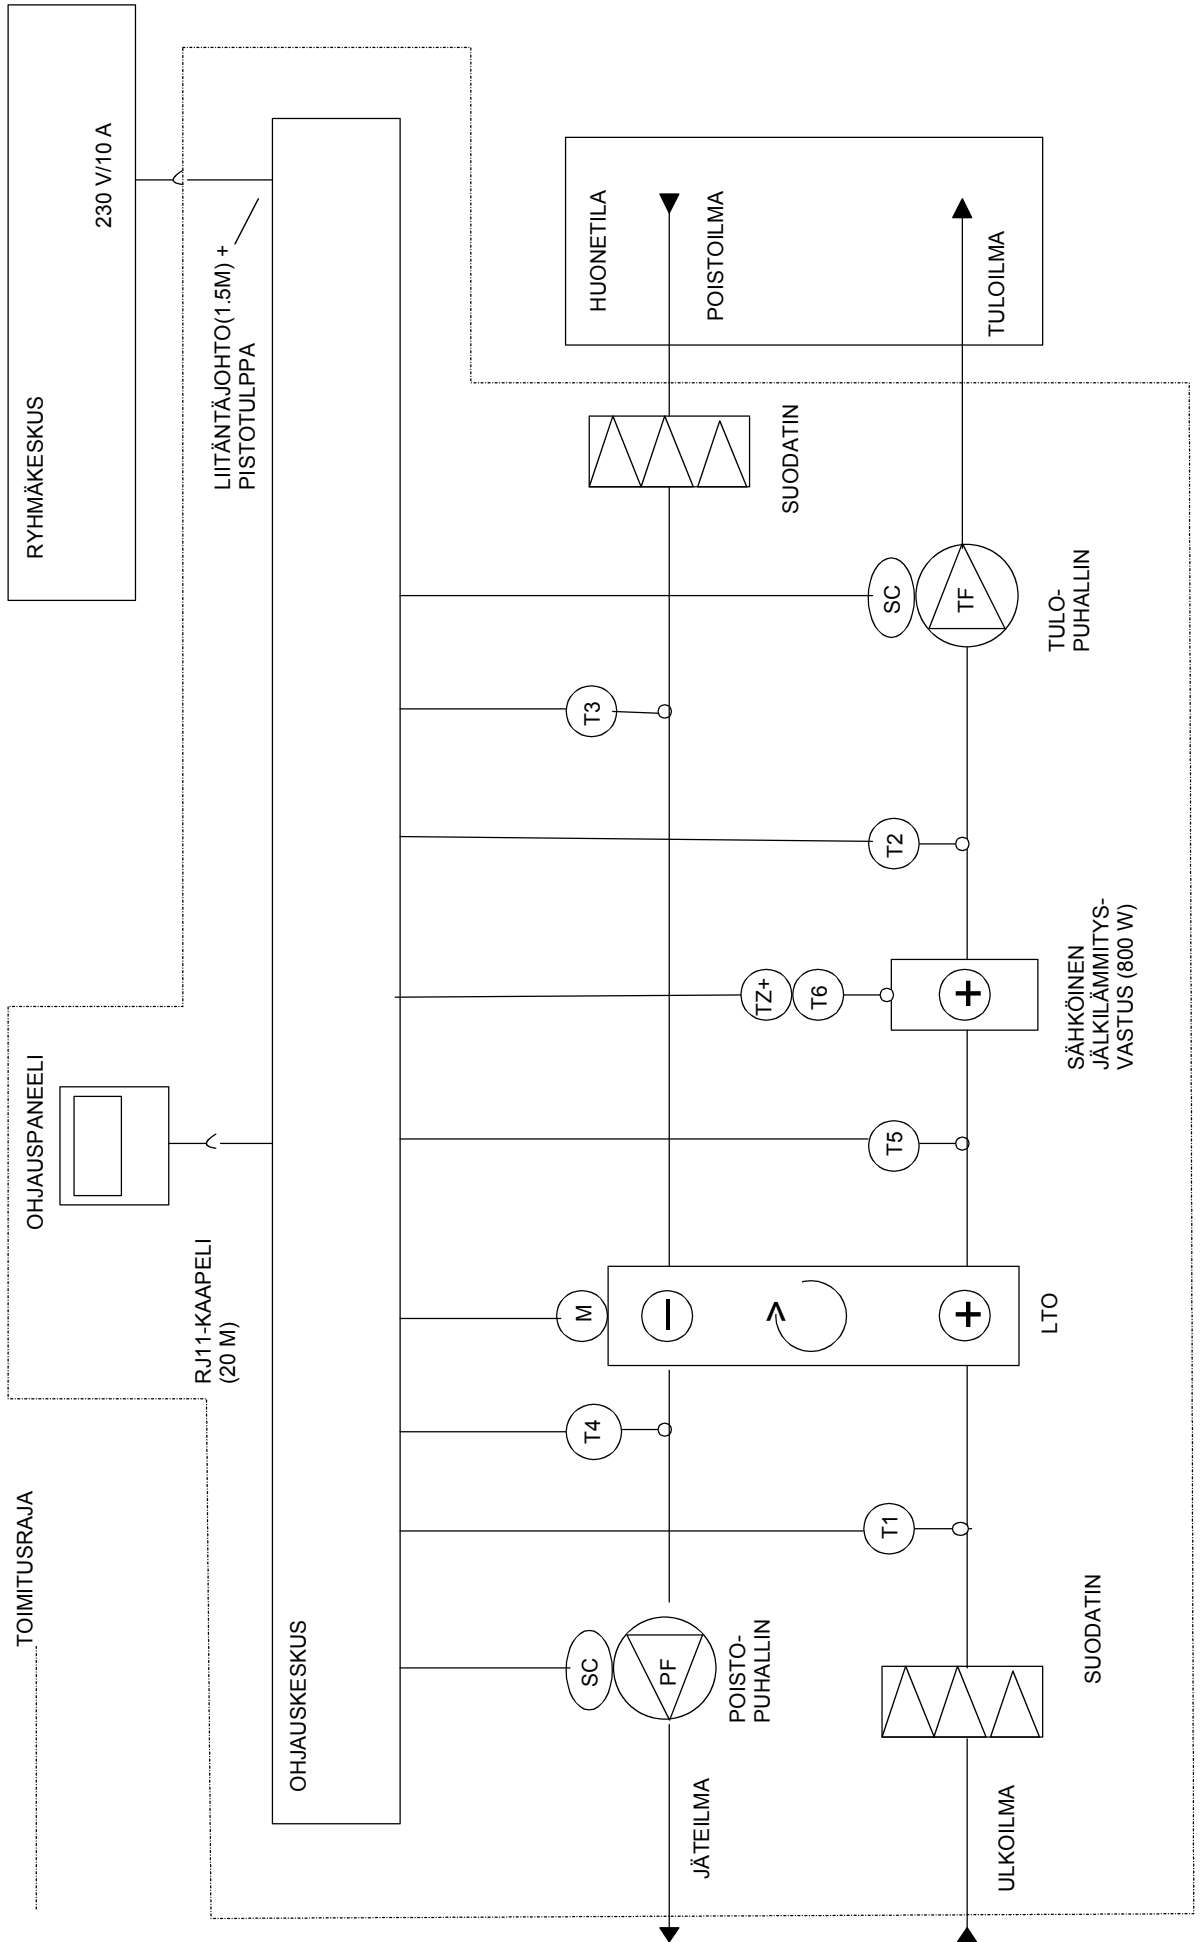 TOIMITUSRAJA
OHJAUSPANEELI
RYHMÄKESKUS
230 V/10 A
RJ11-KAAPELI
(20 M)
LIITÄNTÄJOHTO(1.5M) +
PISTOTULPPA
OHJAUSKESKUS
SC
PF
POISTO-
PUHALLIN
JÄTEILMA
T4
M
T3
SUODATIN
HUONETILA
POISTOILMA
T1
T5
TZ+
T6
T2
SC
TF
TULO-
PUHALLIN
TULOILMA
ULKOILMA
SUODATIN
LTO
SÄHKÖINEN
JÄLKILÄMMITYS-
VASTUS (800 W)